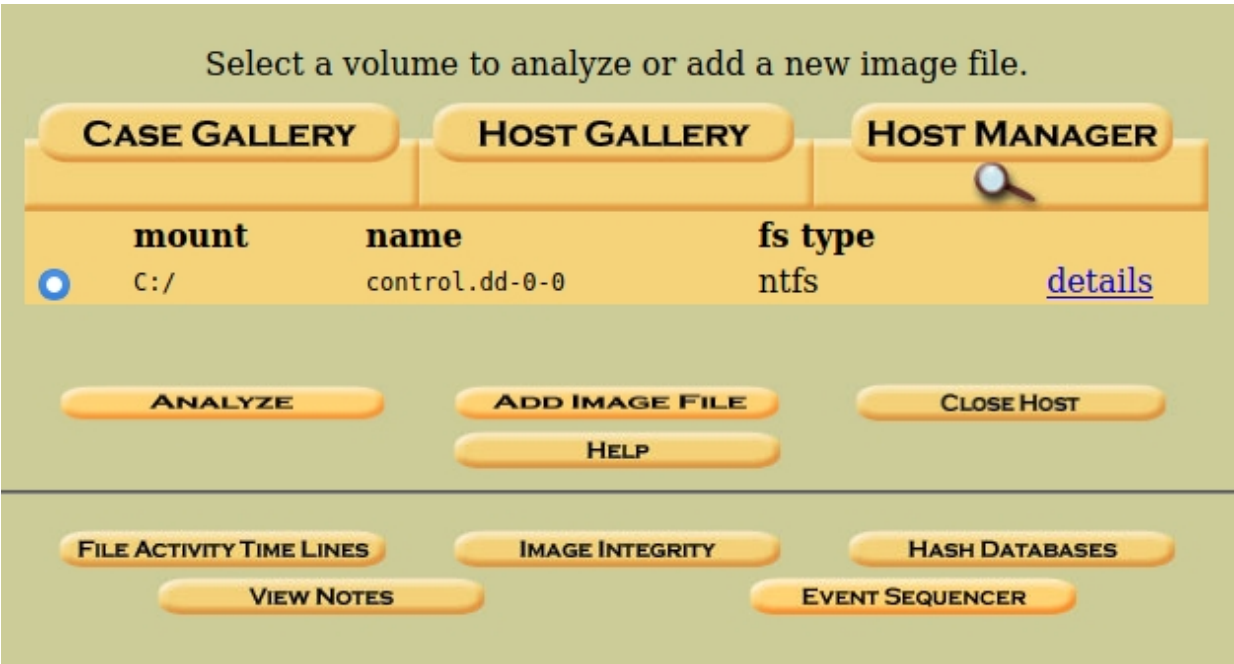 Select a volume to analyze or add a new image file.
CASE GALLERY HOST GALLERY HOST MANAGER
mount name fs type
C:/ control.dd-0-0 ntfs details
ANALYZE ADD IMAGE FILE CLOSE HOST
HELP
FILE ACTIVITY TIME LINES IMAGE INTEGRITY HASH DATABASES
VIEW NOTES EVENT SEQUENCER